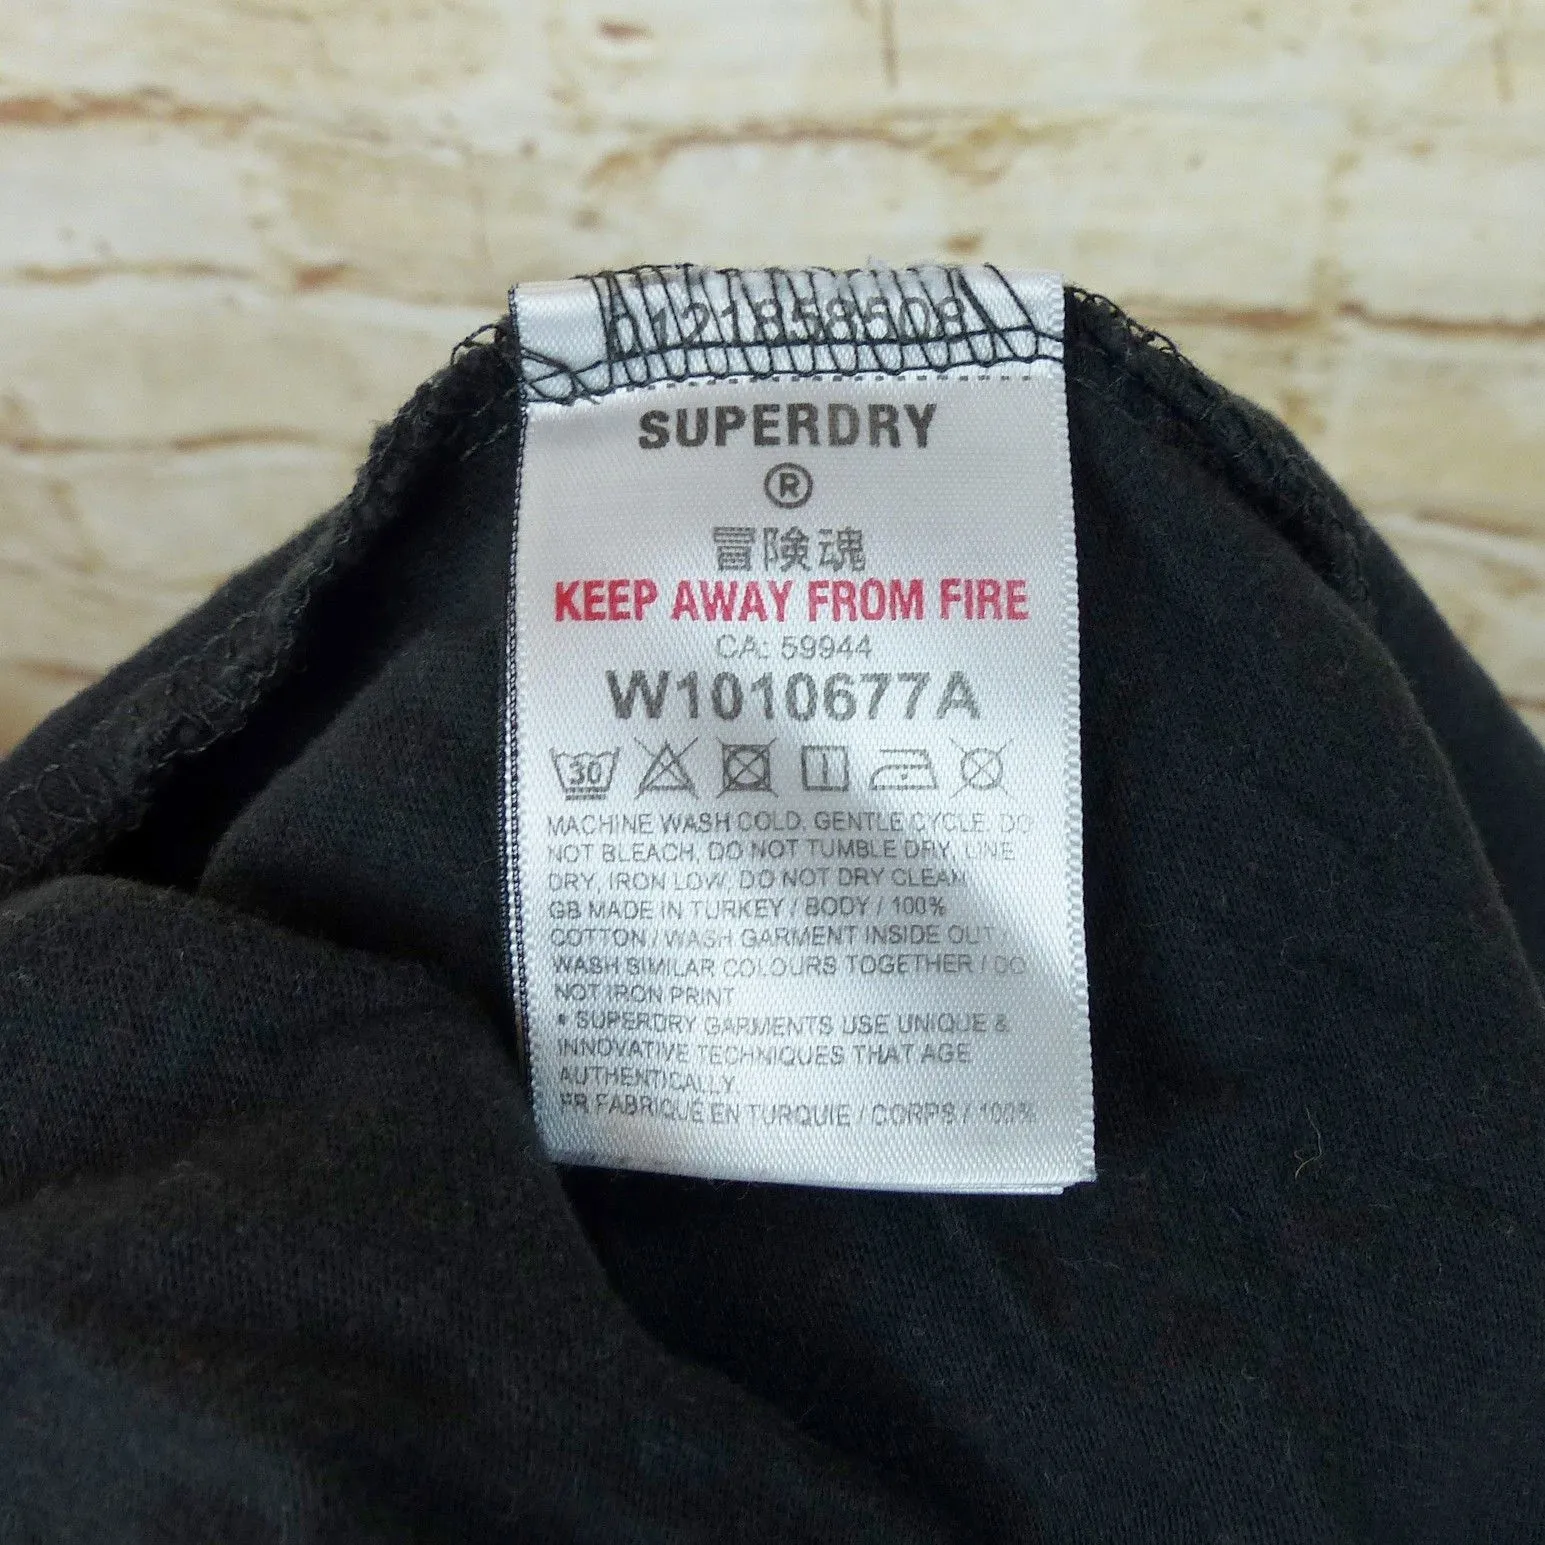 SUPERDRY
®
冒険魂
KEEP AWAY FROM FIRE
CA: 59944
W1010677A
30
MACHINE WASH COLD, GENTLE CYCLE, DO
NOT BLEACH, DO NOT TUMBLE DRY, LINE
DRY, IRON LOW, DO NOT DRY CLEAN
GB MADE IN TURKEY / BODY / 100%
COTTON / WASH GARMENT INSIDE OUT /
WASH SIMILAR COLOURS TOGETHER / DO
NOT IRON PRINT
* SUPERDRY GARMENTS USE UNIQUE &
INNOVATIVE TECHNIQUES THAT AGE
AUTHENTICALLY
FR FABRIQUE EN TURQUIE / CORPS / 100%